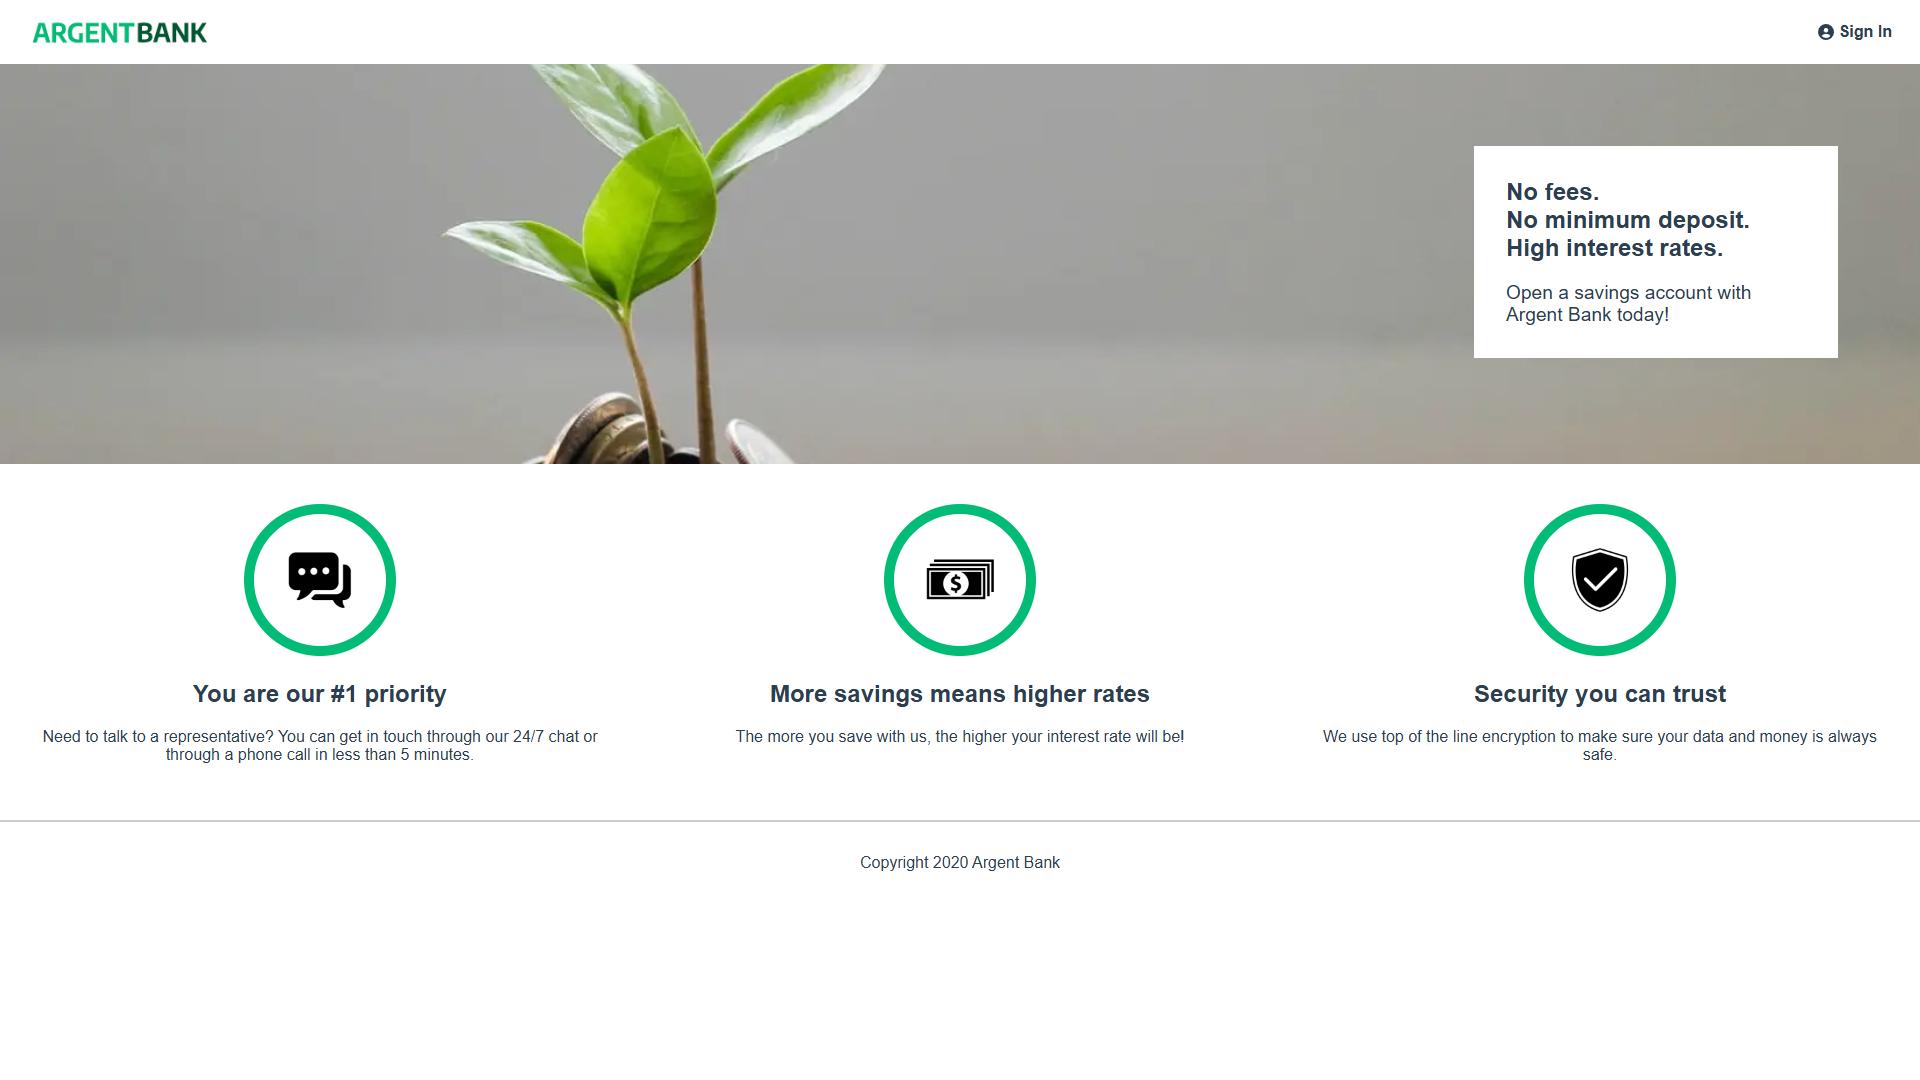 ARGENTBANK
Sign In
No fees.
No minimum deposit.
High interest rates.
Open a savings account with
Argent Bank today!
You are our #1 priority
Need to talk to a representative? You can get in touch through our 24/7 chat or
through a phone call in less than 5 minutes.
$
More savings means higher rates
The more you save with us, the higher your interest rate will be!
Security you can trust
We use top of the line encryption to make sure your data and money is always
safe.
Copyright 2020 Argent Bank